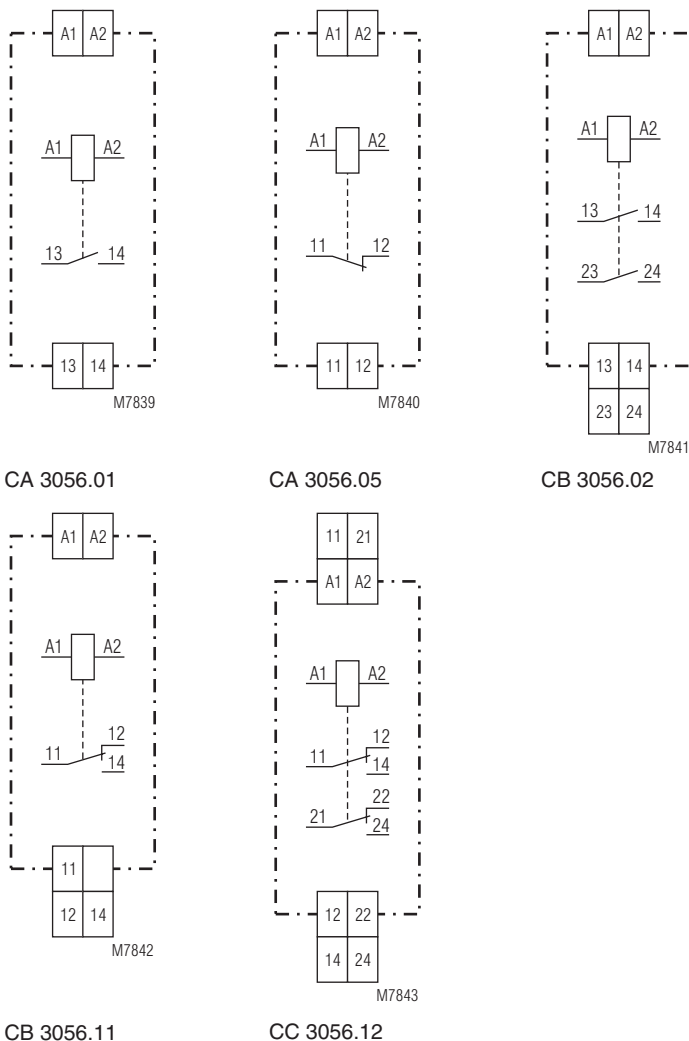 A1 A2
A1 A2
13 14
13 14
M7839
CA 3056.01
A1 A2
A1 A2
11 12
11 12
M7840
CA 3056.05
A1 A2
A1 A2
13 14
23 24
13 14
23 24
M7841
CB 3056.02
A1 A2
A1 A2
12
11
14
11
12 14
M7842
CB 3056.11
11 21
A1 A2
A1 A2
12
11
14
22
21
24
12 22
14 24
M7843
CC 3056.12